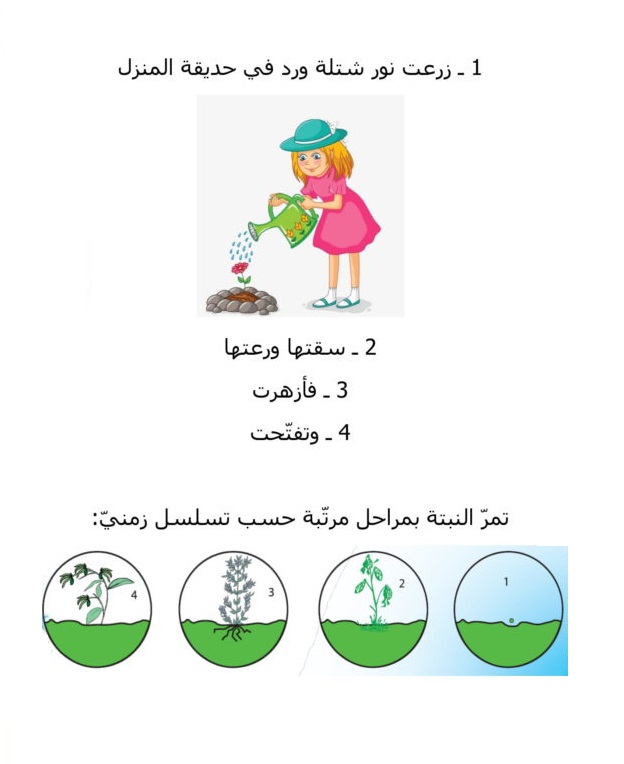 1 ـ زرعت نور شتلة ورد في حديقة المنزل
2 ـ سقتها ورعتها
3 ـ فأزهرت
4 ـ وتفتّحت
تمرّ النبتة بمراحل مرتّبة حسب تسلسل زمنيّ:
1
2
3
4